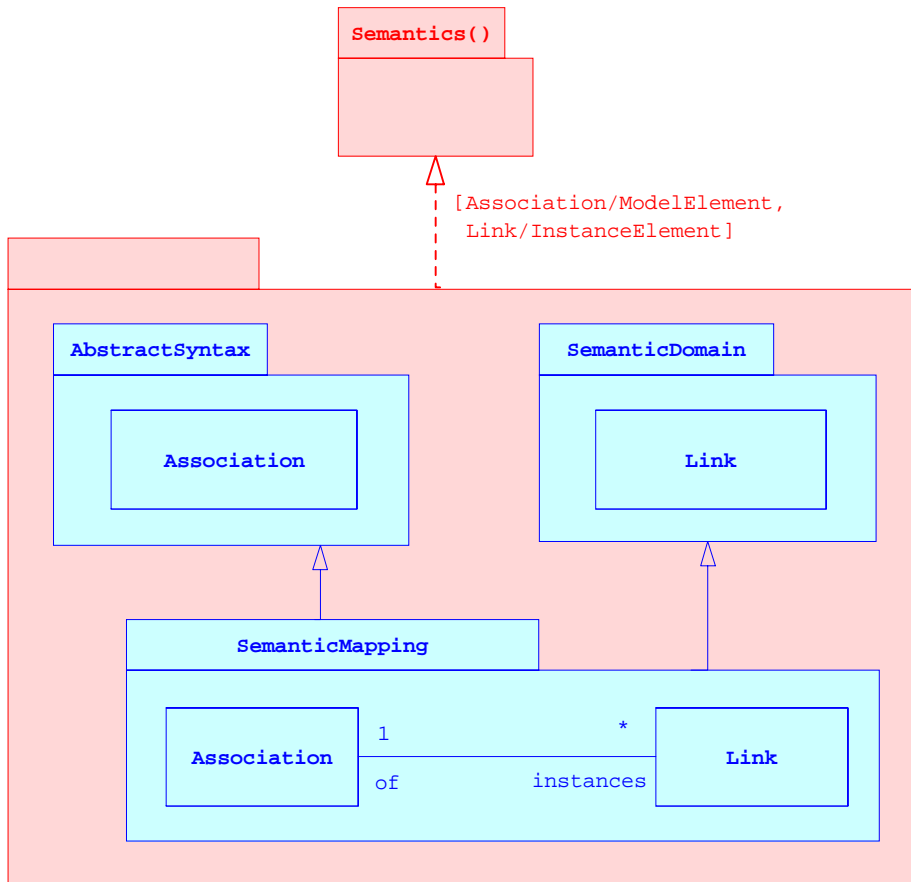 Semantics()
[Association/ModelElement,
Link/InstanceElement]
AbstractSyntax
SemanticDomain
Association
Link
SemanticMapping
1
*
Association
Link
of
instances